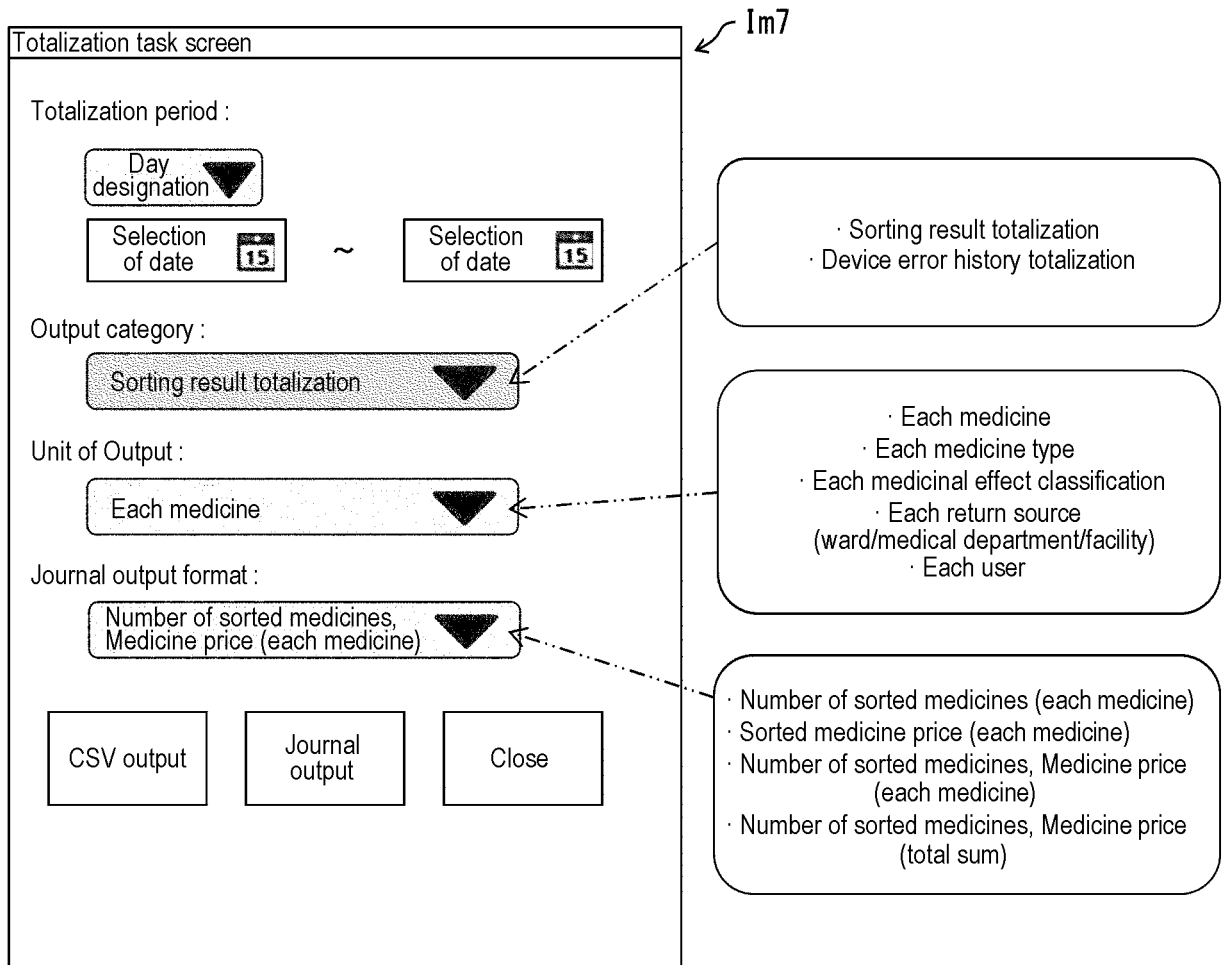 Im7
Totalization task screen
Totalization period :
Day
designation
Selection
of date
15
~
Selection
of date
15
Output category :
Sorting result totalization
Unit of Output :
Each medicine
Journal output format :
Number of sorted medicines,
Medicine price (each medicine)
CSV output
Journal
output
Close
· Sorting result totalization
· Device error history totalization
· Each medicine
· Each medicine type
· Each medicinal effect classification
· Each return source
(ward/medical department/facility)
· Each user
· Number of sorted medicines (each medicine)
· Sorted medicine price (each medicine)
· Number of sorted medicines, Medicine price
(each medicine)
· Number of sorted medicines, Medicine price
(total sum)